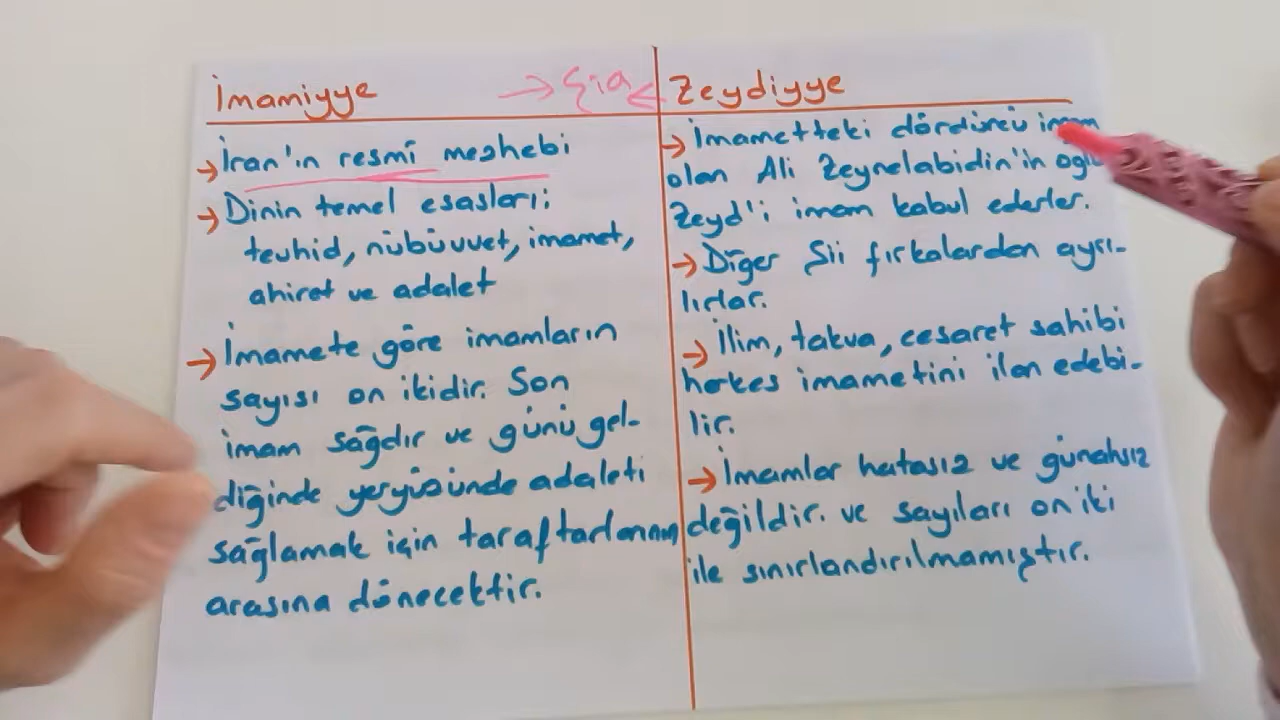 İmamiyye
→ Şia ←
→ İran'ın resmî mezhebi
→ Dinin temel esasları:
tevhid, nübüvvet, imamet,
ahiret ve adalet
→ İmamete göre imamların
sayısı on ikidir. Son
imam sağdır ve günü gel-
diğinde yeryüzünde adaleti
sağlamak için taraftarlarının
arasına dönecektir.
Zeydiyye
→ İmametteki dördüncü imam
olan Ali Zeynelabidin'in
Zeyd'i imam kabul ederler.
→ Diğer Şii fırkalardan ayrı-
lırlar.
→ İlim, takva, cesaret sahibi
herkes imametini ilan edebi-
lir.
→ İmamlar hatasız ve günahsız
değildir. ve sayıları on iki
ile sınırlandırılmamıştır.